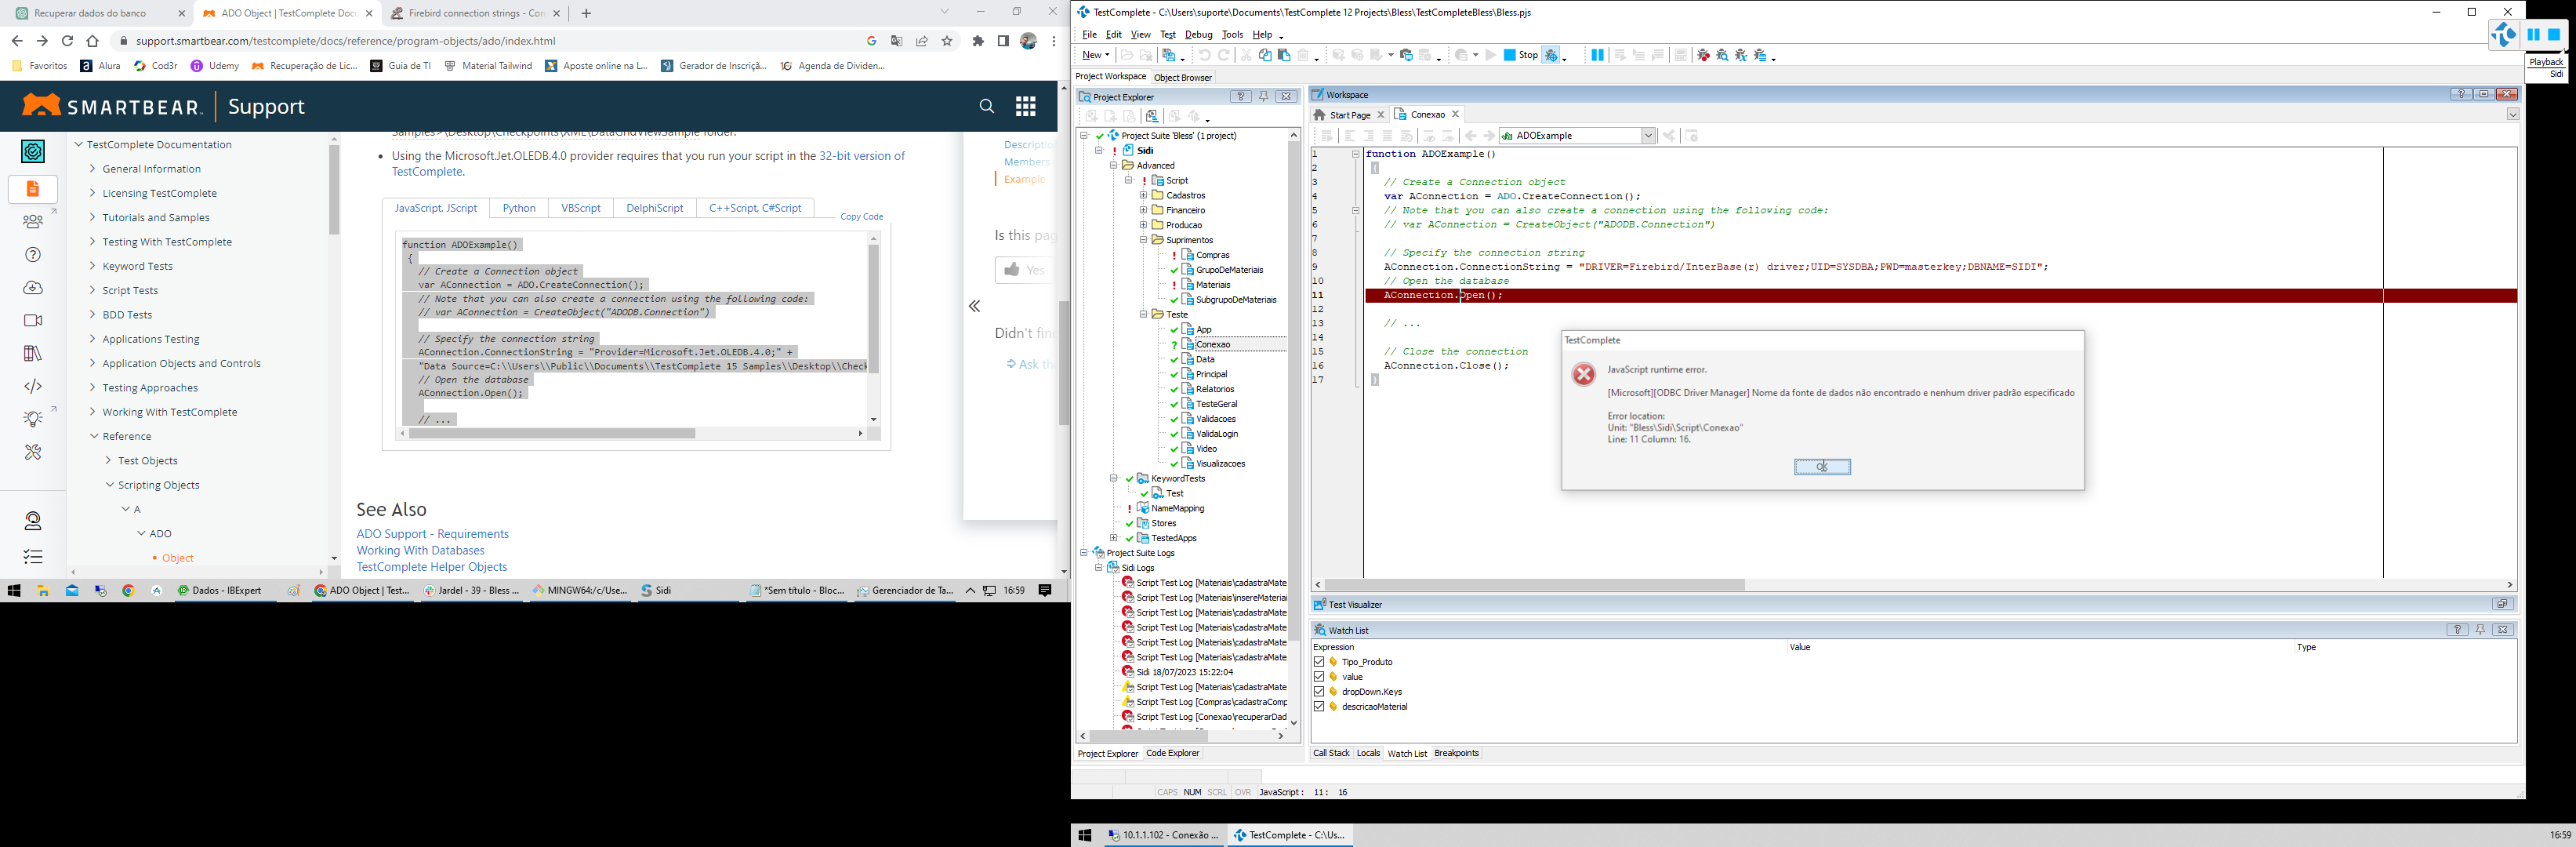 Recuperar dados do banco
ADO Object | TestComplete Docu
Firebird connection strings - Con
support.smartbear.com/testcomplete/docs/reference/program-objects/ado/index.html
Favoritos
Alura
Cod3r
Udemy
Recuperação de Lic...
Guia de TI
Material Tailwind
Aposte online na L...
Gerador de Inscriçã...
Agenda de Dividen...
SMARTBEAR
Support
TestComplete Documentation
General Information
Licensing TestComplete
Tutorials and Samples
Testing With TestComplete
Keyword Tests
Script Tests
BDD Tests
Applications Testing
Application Objects and Controls
Testing Approaches
Working With TestComplete
Reference
Test Objects
Scripting Objects
A
ADO
Object
Samples>\Desktop\Checkpoints\XML\DataGridViewSample folder.
• Using the Microsoft.Jet.OLEDB.4.0 provider requires that you run your script in the 32-bit version of
TestComplete.
JavaScript, JScript
Python
VBScript
DelphiScript
C++Script, C#Script
Copy Code
function ADOExample()
{
// Create a Connection object
var AConnection = ADO.CreateConnection();
// Note that you can also create a connection using the following code:
// var AConnection = CreateObject("ADODB.Connection")
// Specify the connection string
AConnection.ConnectionString = "Provider=Microsoft.Jet.OLEDB.4.0;" +
"Data Source=C:\\Users\\Public\\Documents\\TestComplete 15 Samples\\Desktop\\Check
// Open the database
AConnection.Open();
// ...
See Also
ADO Support - Requirements
Working With Databases
TestComplete Helper Objects
Descriptio
Members
Example
Is this pag
Yes
Didn't fin
Ask the
Dados - IBExpert
ADO Object | Test...
Jardel - 39 - Bless ...
MINGW64:/c/Use...
Sidi
*Sem título - Bloc...
Gerenciador de Ta...
16:59
TestComplete - C:\Users\suporte\Documents\TestComplete 12 Projects\Bless\TestCompleteBless\Bless.pjs
File Edit View Test Debug Tools Help
New
Stop
Playback
Sidi
Project Workspace
Object Browser
Project Explorer
Project Suite 'Bless' (1 project)
Sidi
Advanced
Script
Cadastros
Financeiro
Producao
Suprimentos
Compras
GrupoDeMateriais
Materiais
SubgrupoDeMateriais
Teste
App
Conexao
Data
Principal
Relatorios
TesteGeral
Validacoes
ValidaLogin
Video
Visualizacoes
KeywordTests
Test
NameMapping
Stores
TestedApps
Project Suite Logs
Sidi Logs
Script Test Log [Materiais\cadastraMate
Script Test Log [Materiais\insereMateriai
Script Test Log [Materiais\cadastraMate
Script Test Log [Materiais\cadastraMate
Script Test Log [Materiais\cadastraMate
Script Test Log [Materiais\cadastraMate
Sidi 18/07/2023 15:22:04
Script Test Log [Materiais\cadastraMate
Script Test Log [Compras\cadastraComp
Script Test Log [Conexao\recuperarDad
Project Explorer
Code Explorer
Workspace
Start Page
Conexao
ADOExample
1 function ADOExample()
2 {
3 // Create a Connection object
4 var AConnection = ADO.CreateConnection();
5 // Note that you can also create a connection using the following code:
6 // var AConnection = CreateObject("ADODB.Connection")
7
8 // Specify the connection string
9 AConnection.ConnectionString = "DRIVER=Firebird/InterBase(r) driver;UID=SYSDBA;PWD=masterkey;DBNAME=SIDI";
10 // Open the database
11 AConnection.Open();
12
13 // ...
14
15 // Close the connection
16 AConnection.Close();
17 }
TestComplete
JavaScript runtime error.
[Microsoft][ODBC Driver Manager] Nome da fonte de dados não encontrado e nenhum driver padrão especificado
Error location:
Unit: "Bless\Sidi\Script\Conexao"
Line: 11 Column: 16.
OK
Test Visualizer
Watch List
Expression
Value
Type
Tipo_Produto
value
dropDown.Keys
descricaoMaterial
Call Stack
Locals
Watch List
Breakpoints
CAPS NUM SCRL OVR JavaScript: 11: 16
10.1.1.102 - Conexão ...
TestComplete - C:\Us...
16:59